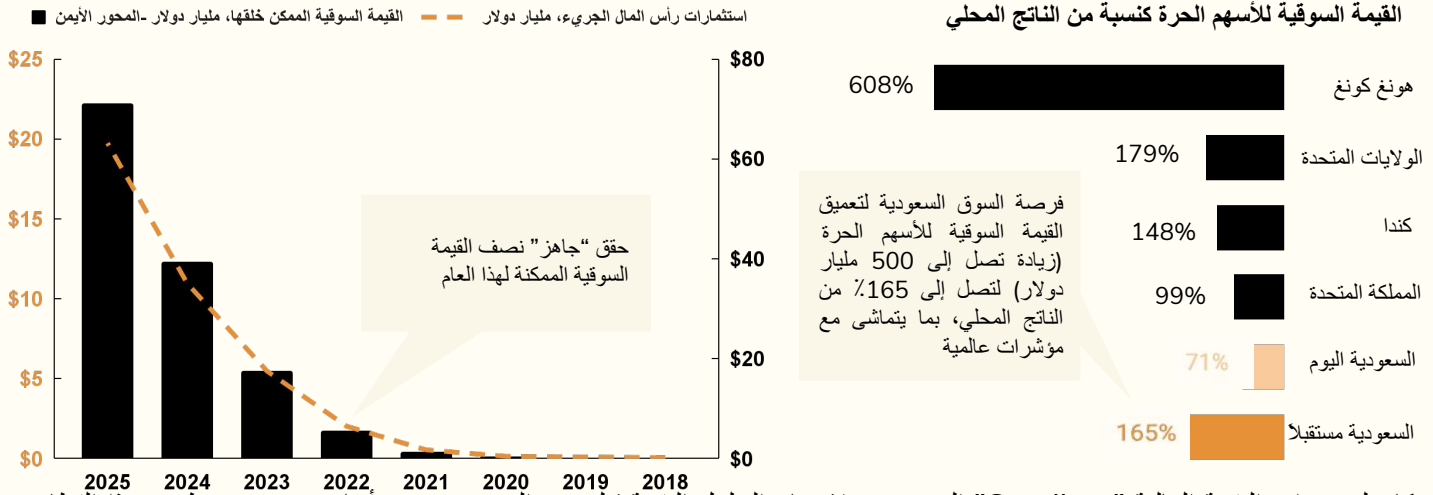 القيمة السوقية للأسهم الحرة كنسبة من الناتج المحلي
هونغ كونغ 608%
الولايات المتحدة 179%
كندا 148%
المملكة المتحدة 99%
السعودية اليوم 71%
السعودية مستقبلاً 165%
فرصة السوق السعودية لتعميق
القيمة السوقية للأسهم الحرة
(زيادة تصل إلى 500 مليار
دولار) لتصل إلى 165٪ من
الناتج المحلي، بما يتماشى مع
مؤشرات عالمية
استثمارات رأس المال الجريء، مليار دولار
القيمة السوقية الممكن خلقها، مليار دولار -المحور الأيمن
$25
$20
$15
$10
$5
$0
$80
$60
$40
$20
$0
حقق “جاهز” نصف القيمة
السوقية الممكنة لهذا العام
2025 2024 2023 2022 2021 2020 2019 2018